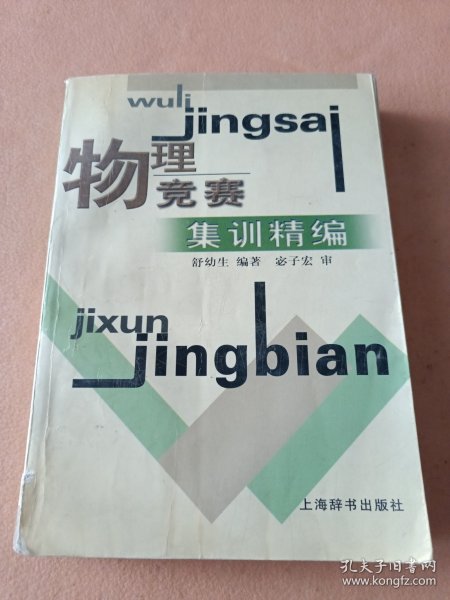 wuli
jingsai
物理
竞赛
集训精编
舒幼生 编著 宓子宏 审
jixun
jingbian
上海辞书出版社
孔夫子旧书网
www.kongfz.com